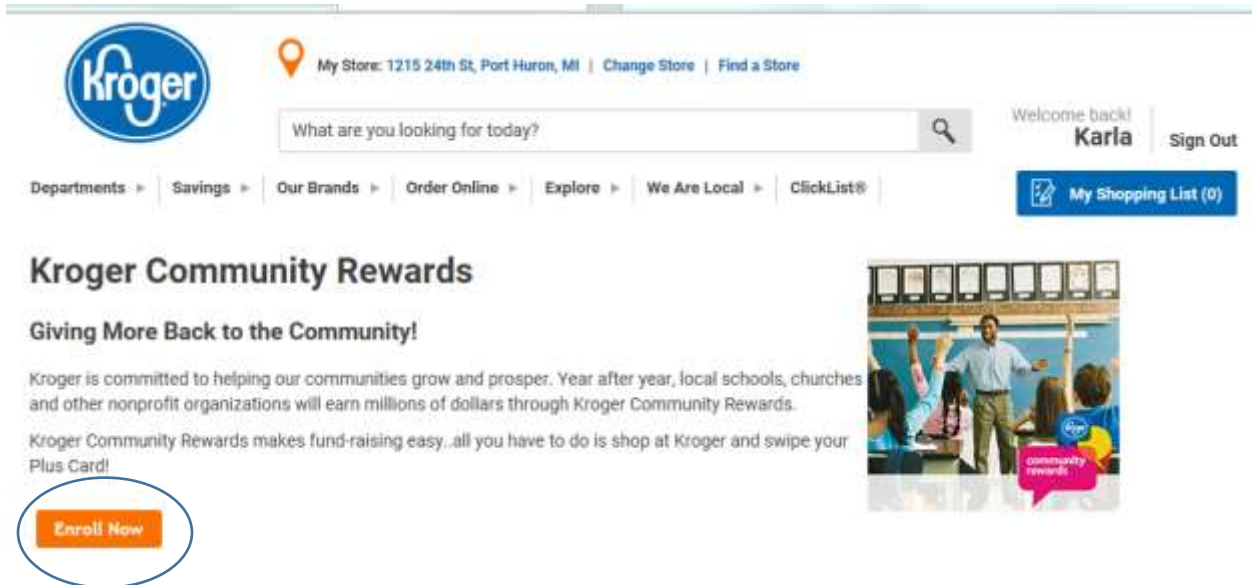 Kroger
My Store: 1215 24th St, Port Huron, MI | Change Store | Find a Store
What are you looking for today?
Welcome back!
Karla
Sign Out
Departments
Savings
Our Brands
Order Online
Explore
We Are Local
ClickList®
My Shopping List (0)
Kroger Community Rewards
Giving More Back to the Community!
Kroger is committed to helping our communities grow and prosper. Year after year, local schools, churches
and other nonprofit organizations will earn millions of dollars through Kroger Community Rewards.
Kroger Community Rewards makes fund-raising easy..all you have to do is shop at Kroger and swipe your
Plus Card!
Enroll Now
Kroger
community
rewards